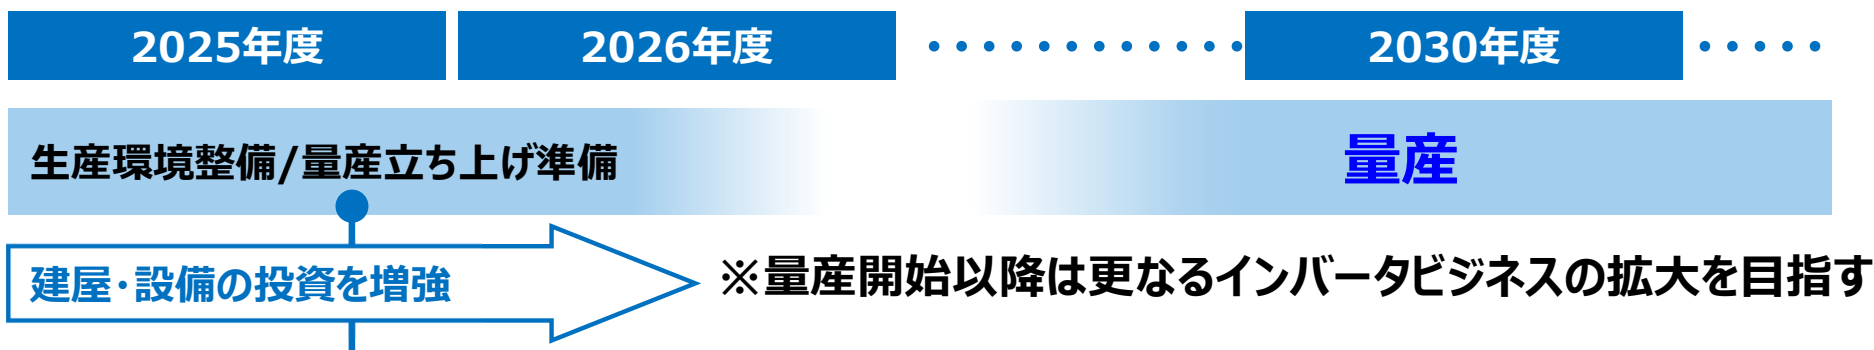 2025年度
2026年度
2030年度
生産環境整備/量産立ち上げ準備
量産
建屋・設備の投資を増強
※量産開始以降は更なるインバータビジネスの拡大を目指す